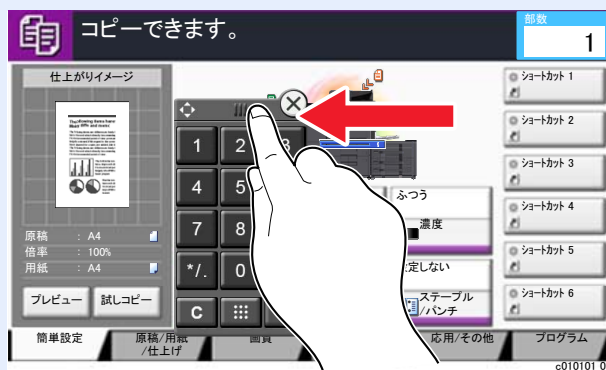 コピーできます。
部数
1
仕上がりイメージ
原稿 : A4
倍率 : 100%
用紙 : A4
プレビュー
試しコピー
1
2
3
4
5
7
8
*/.
0
C
ふつう
濃度
定しない
ステープル
/パンチ
ショートカット 1
ショートカット 2
ショートカット 3
ショートカット 4
ショートカット 5
ショートカット 6
簡単設定
原稿/用紙
/仕上げ
画質
応用/その他
プログラム
c010101_0